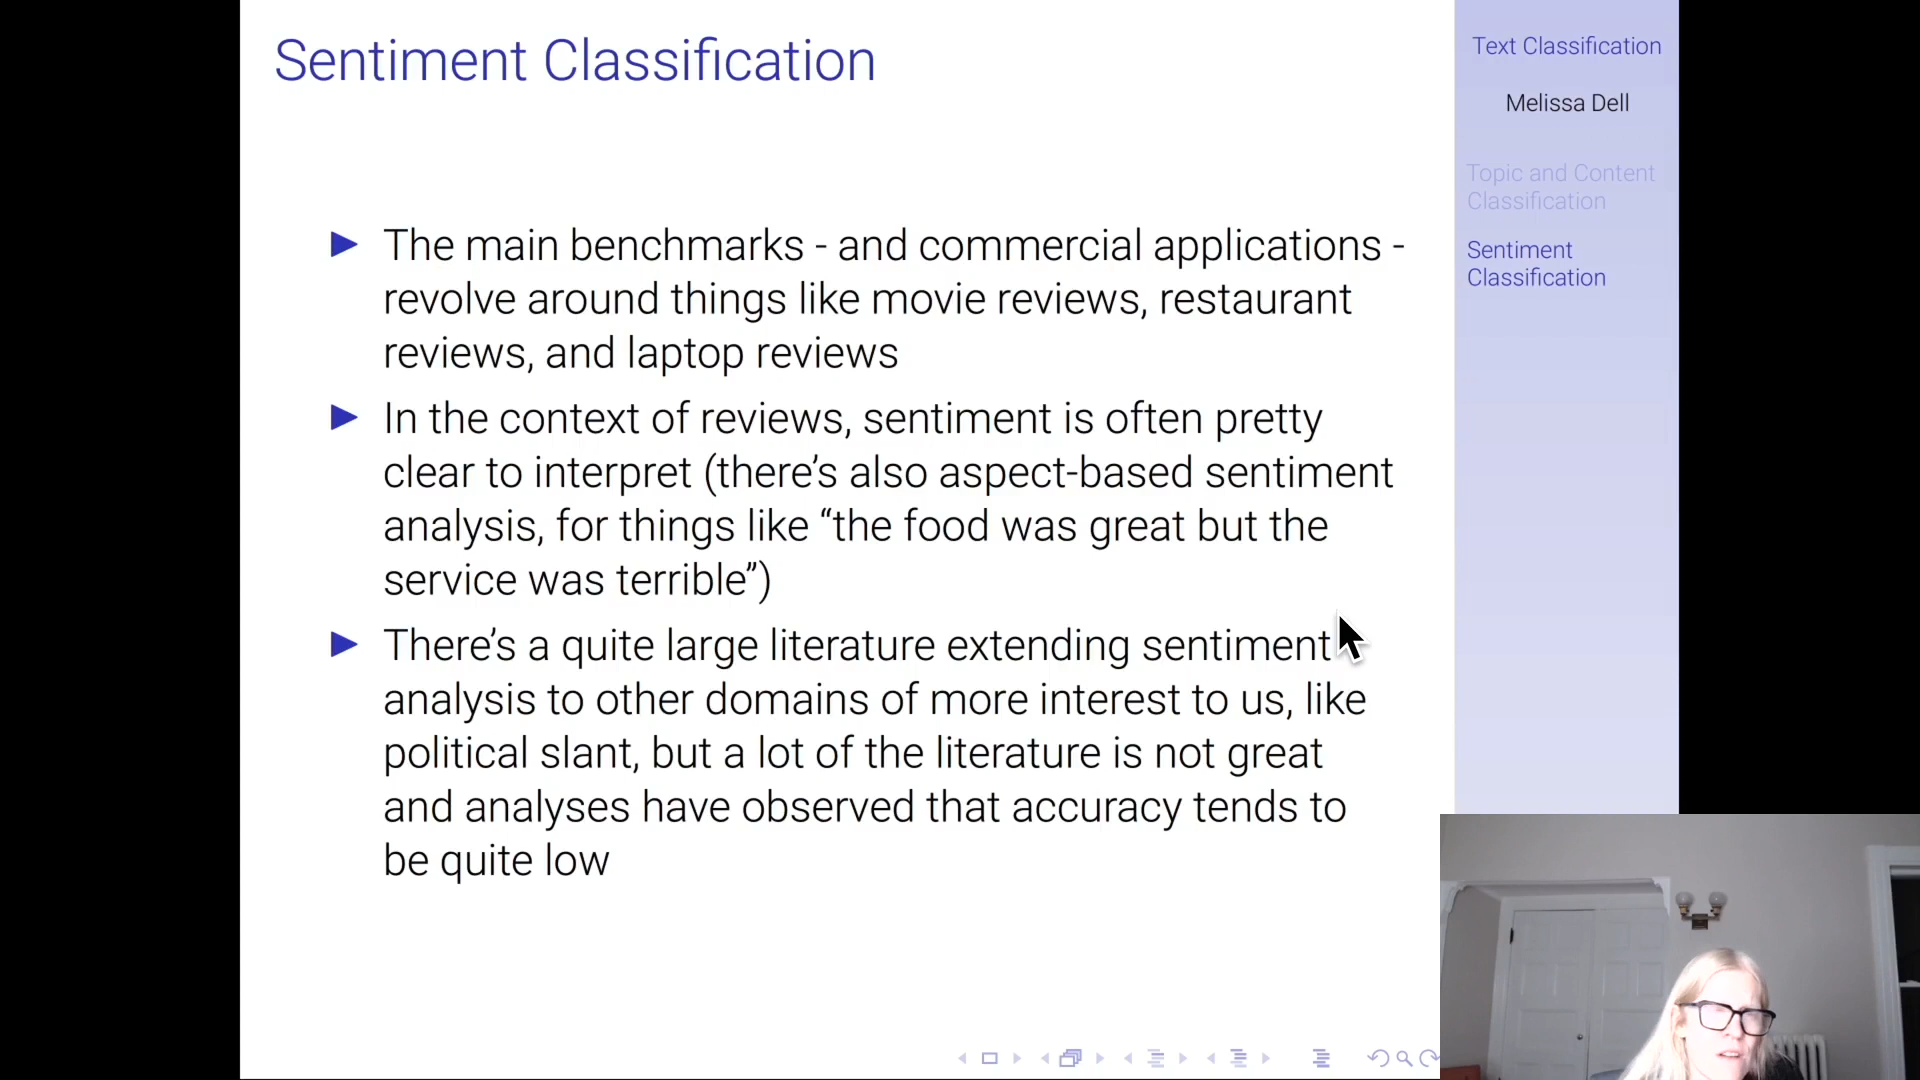 Sentiment Classification
The main benchmarks - and commercial applications -
revolve around things like movie reviews, restaurant
reviews, and laptop reviews
In the context of reviews, sentiment is often pretty
clear to interpret (there’s also aspect-based sentiment
analysis, for things like “the food was great but the
service was terrible”)
There’s a quite large literature extending sentiment
analysis to other domains of more interest to us, like
political slant, but a lot of the literature is not great
and analyses have observed that accuracy tends to
be quite low
Text Classification
Melissa Dell
Topic and Content
Classification
Sentiment
Classification